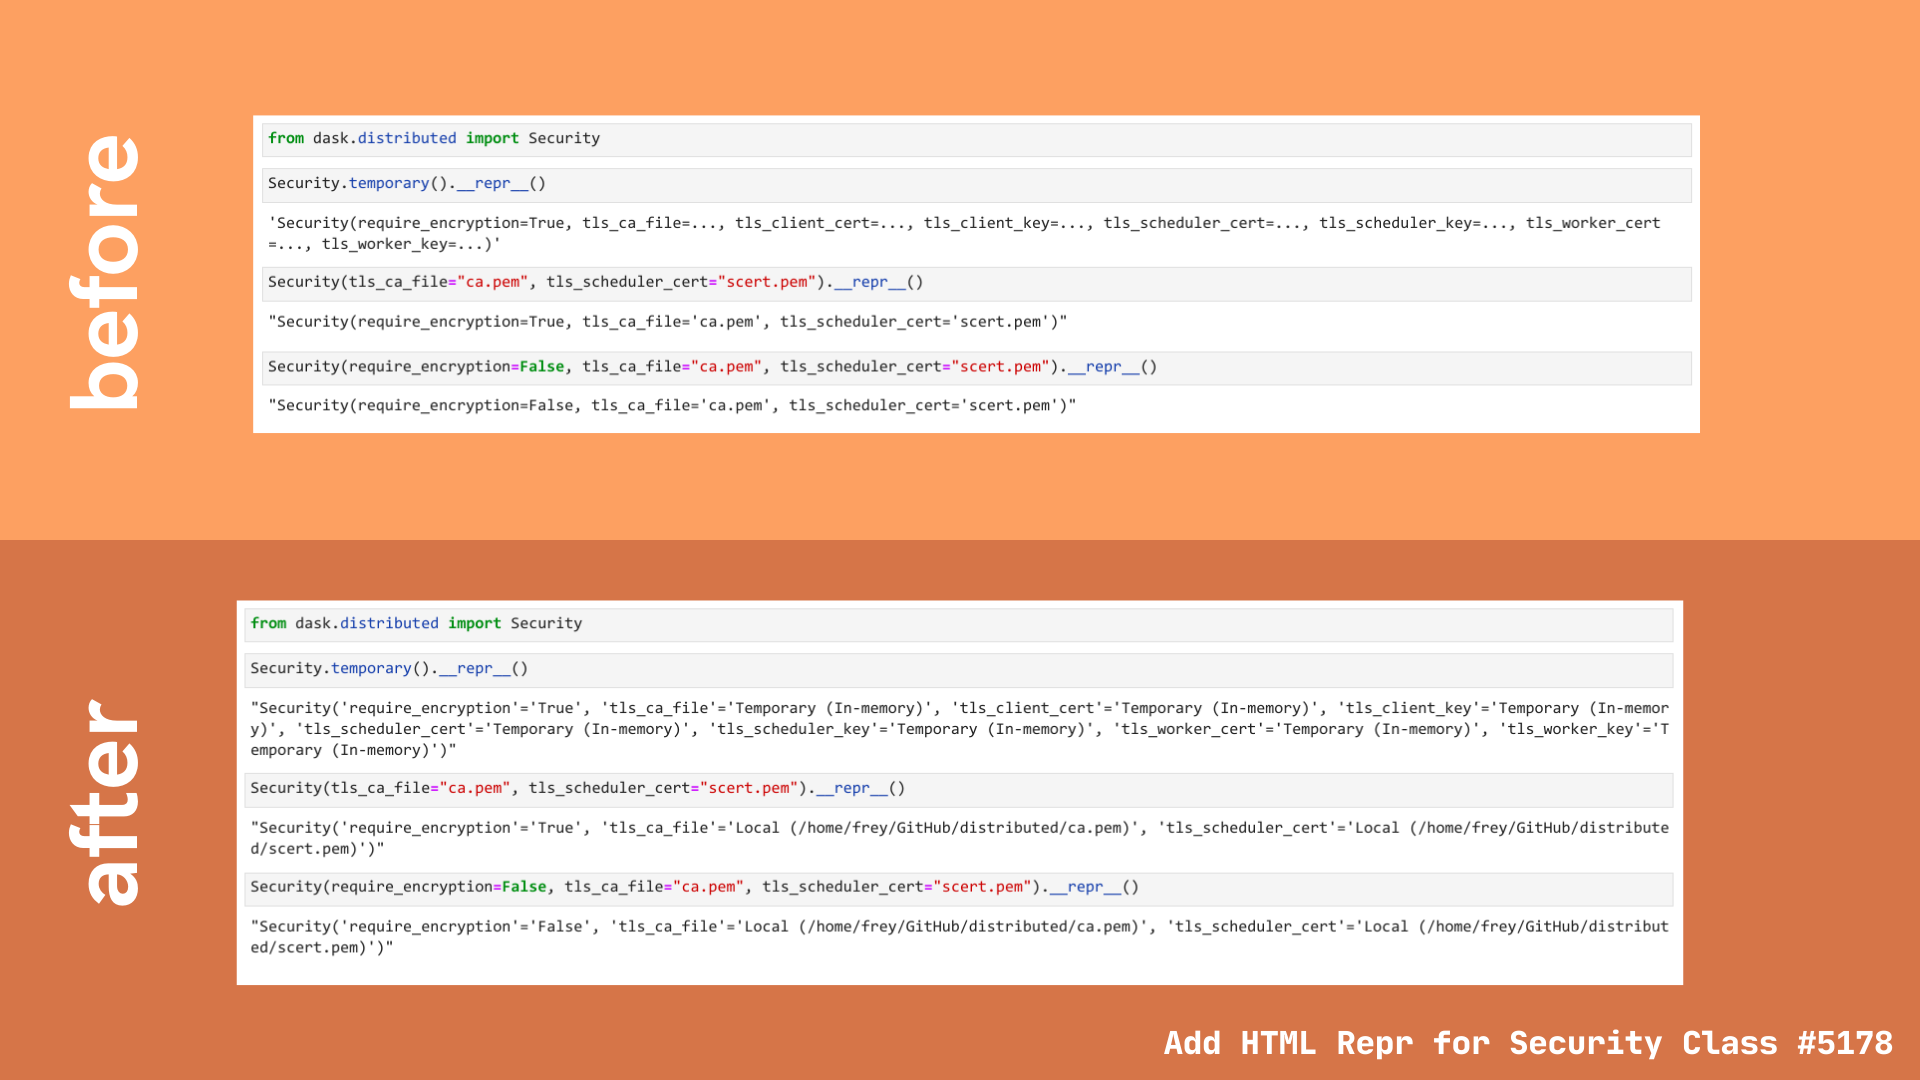 before
from dask.distributed import Security
Security.temporary().__repr__()
'Security(require_encryption=True, tls_ca_file=..., tls_client_cert=..., tls_client_key=..., tls_scheduler_cert=..., tls_scheduler_key=..., tls_worker_cert
=..., tls_worker_key=...)'
Security(tls_ca_file="ca.pem", tls_scheduler_cert="scert.pem").__repr__()
"Security(require_encryption=True, tls_ca_file='ca.pem', tls_scheduler_cert='scert.pem')"
Security(require_encryption=False, tls_ca_file="ca.pem", tls_scheduler_cert="scert.pem").__repr__()
"Security(require_encryption=False, tls_ca_file='ca.pem', tls_scheduler_cert='scert.pem')"
after
from dask.distributed import Security
Security.temporary().__repr__()
"Security('require_encryption'='True', 'tls_ca_file'='Temporary (In-memory)', 'tls_client_cert'='Temporary (In-memory)', 'tls_client_key'='Temporary (In-memor
y)', 'tls_scheduler_cert'='Temporary (In-memory)', 'tls_scheduler_key'='Temporary (In-memory)', 'tls_worker_cert'='Temporary (In-memory)', 'tls_worker_key'='T
emporary (In-memory)')"
Security(tls_ca_file="ca.pem", tls_scheduler_cert="scert.pem").__repr__()
"Security('require_encryption'='True', 'tls_ca_file'='Local (/home/frey/GitHub/distributed/ca.pem)', 'tls_scheduler_cert'='Local (/home/frey/GitHub/distribute
d/scert.pem)')"
Security(require_encryption=False, tls_ca_file="ca.pem", tls_scheduler_cert="scert.pem").__repr__()
"Security('require_encryption'='False', 'tls_ca_file'='Local (/home/frey/GitHub/distributed/ca.pem)', 'tls_scheduler_cert'='Local (/home/frey/GitHub/distribut
ed/scert.pem)')"
Add HTML Repr for Security Class #5178